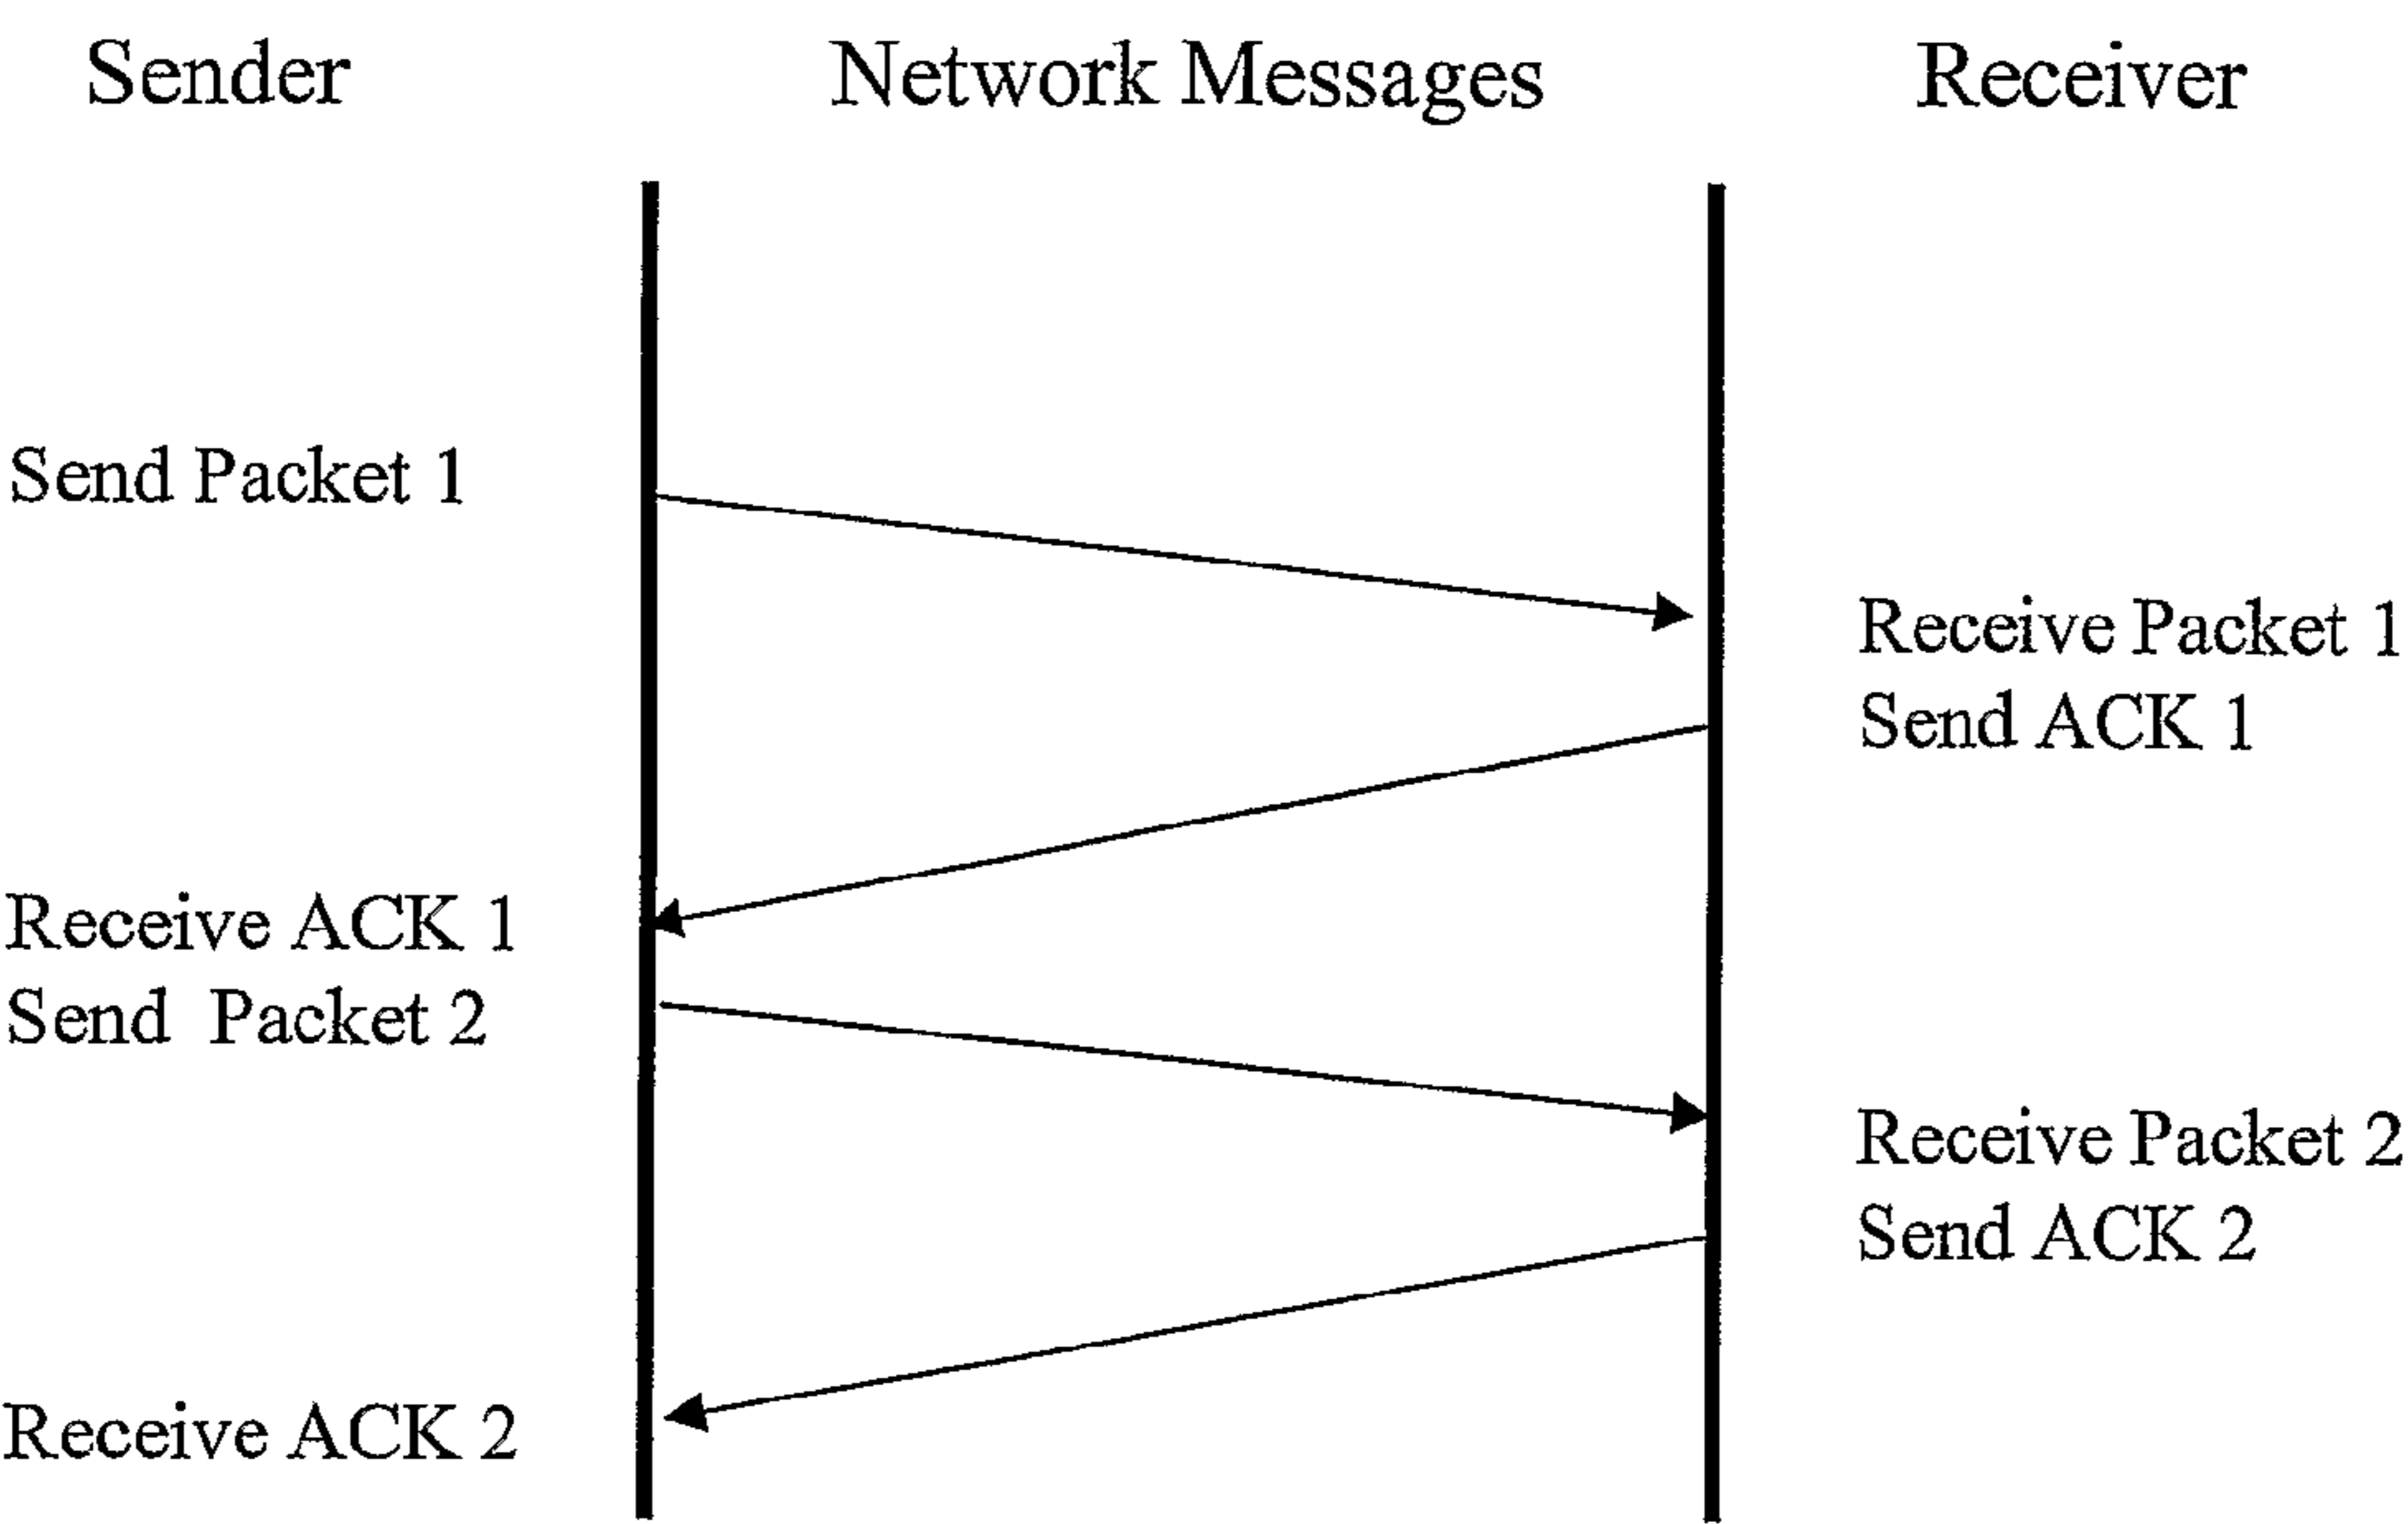 Sender
Network Messages
Receiver
Send Packet 1
Receive Packet 1
Send ACK 1
Receive ACK 1
Send Packet 2
Receive Packet 2
Send ACK 2
Receive ACK 2